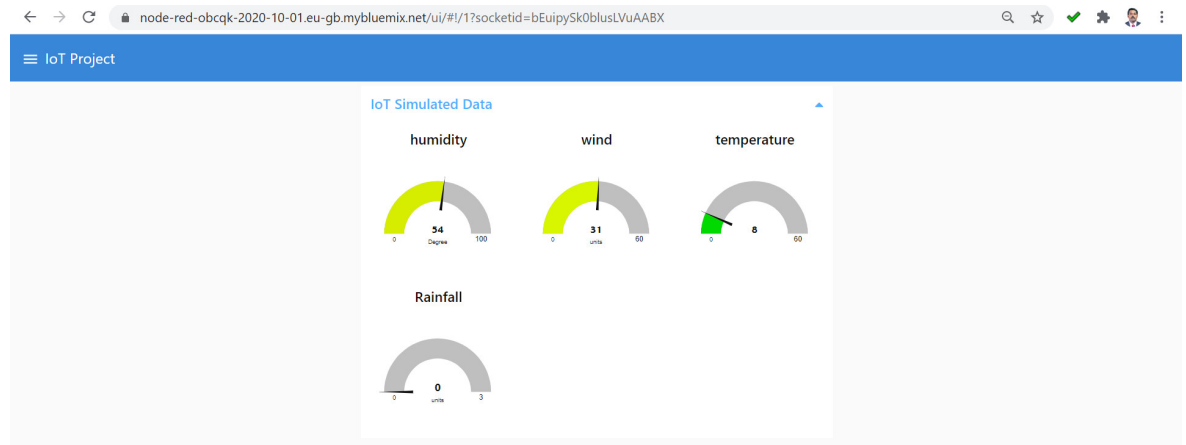 node-red-obcqk-2020-10-01.eu-gb.mybluemix.net/ui/#!/1?socketid=bEuipySk0blusLVuAABX
IoT Project
IoT Simulated Data
humidity wind temperature
54 31 8
0 Degree 100 0 units 60 0 60
Rainfall
0
0 units 3